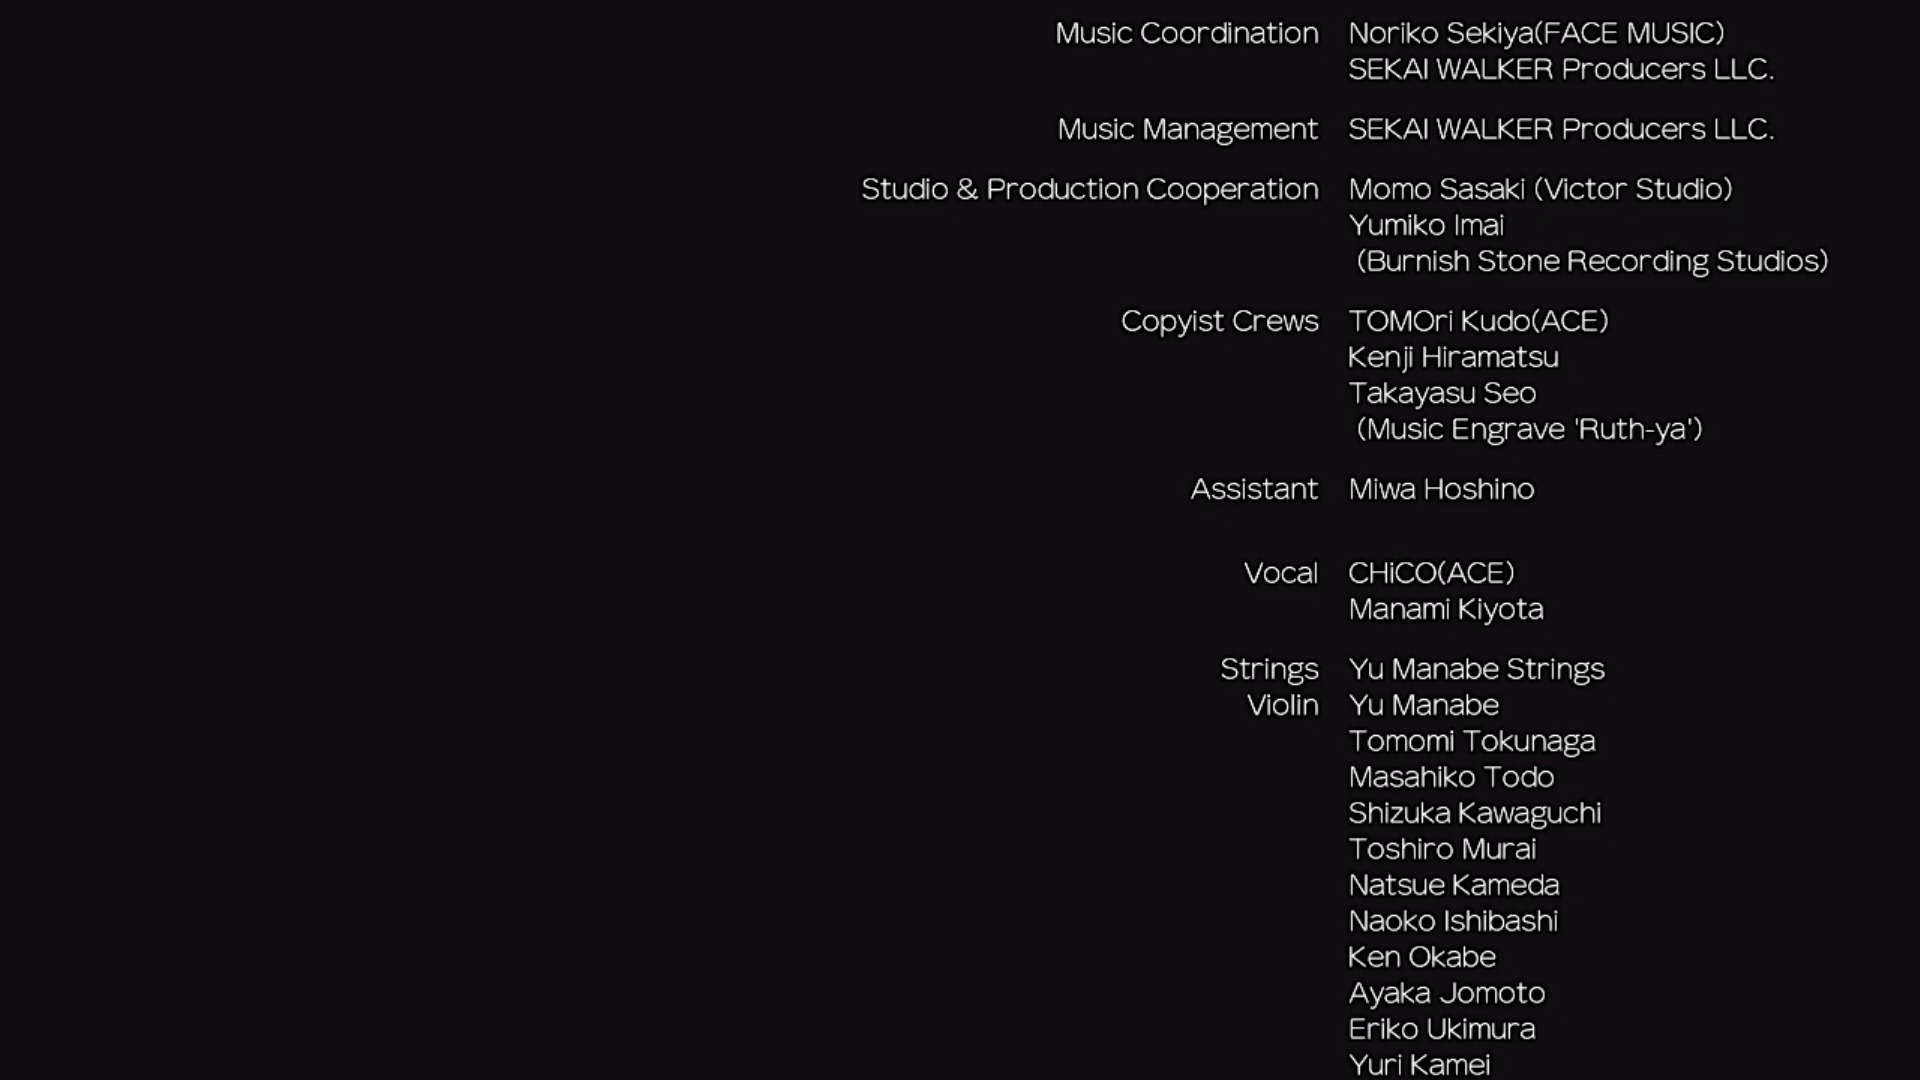 Music Coordination Noriko Sekiya(FACE MUSIC)
SEKAI WALKER Producers LLC.
Music Management SEKAI WALKER Producers LLC.
Studio & Production Cooperation Momo Sasaki (Victor Studio)
Yumiko Imai
(Burnish Stone Recording Studios)
Copyist Crews TOMOri Kudo(ACE)
Kenji Hiramatsu
Takayasu Seo
(Music Engrave 'Ruth-ya')
Assistant Miwa Hoshino
Vocal CHiCO(ACE)
Manami Kiyota
Strings Yu Manabe Strings
Violin Yu Manabe
Tomomi Tokunaga
Masahiko Todo
Shizuka Kawaguchi
Toshiro Murai
Natsue Kameda
Naoko Ishibashi
Ken Okabe
Ayaka Jomoto
Eriko Ukimura
Yuri Kamei